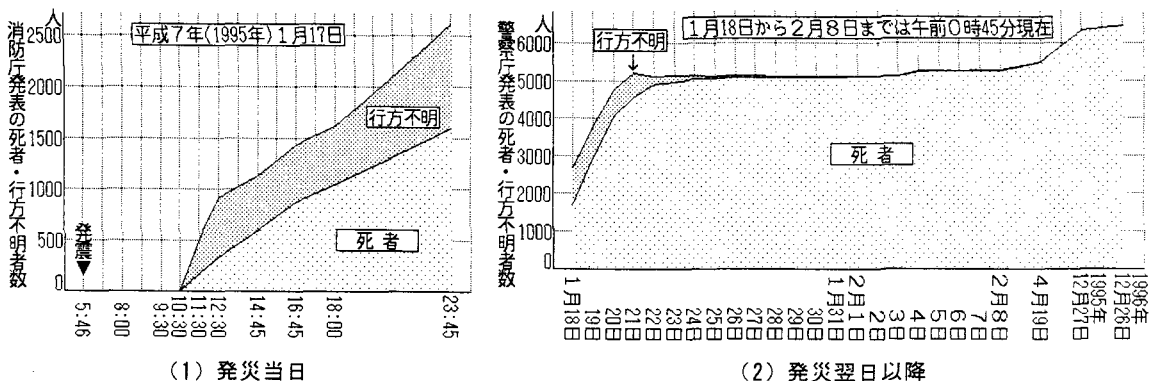 消防庁発表の死者・行方不明者数
人
2500
2000
1500
1000
500
0
平成7年(1995年)1月17日
行方不明
死者
発震
▼
5:46
8:00
9:30
10:30
11:30
12:30
14:45
16:45
18:00
23:45
(1) 発災当日
警察庁発表の死者・行方不明者数
人
6000
5000
4000
3000
2000
1000
0
1月18日から2月8日までは午前0時45分現在
行方不明
死者
1月18日
19日
20日
21日
22日
23日
24日
25日
26日
27日
28日
29日
30日
1月31日
2月1日
2日
3日
4日
5日
6日
7日
2月8日
4月19日
1995年
12月27日
1996年
12月26日
(2) 発災翌日以降